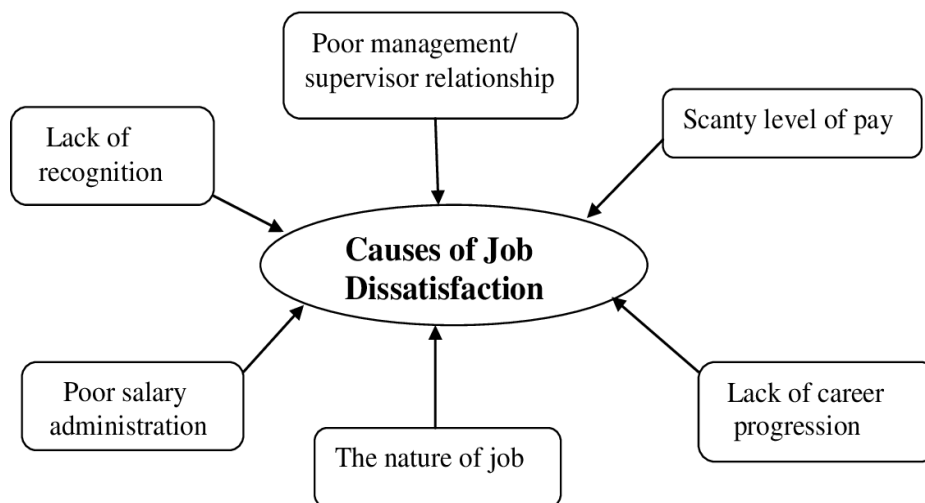 Poor management/
supervisor relationship
Scanty level of pay
Lack of
recognition
Causes of Job
Dissatisfaction
Poor salary
administration
The nature of job
Lack of career
progression